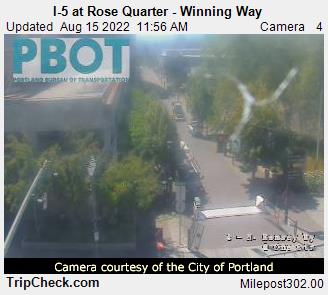 I-5 at Rose Quarter - Winning Way
Updated Aug 15 2022 11:56 AM Camera 4
PBOT
PORTLAND BUREAU OF TRANSPORTATION
Camera courtesy of the City of Portland
TripCheck.com Milepost302.00